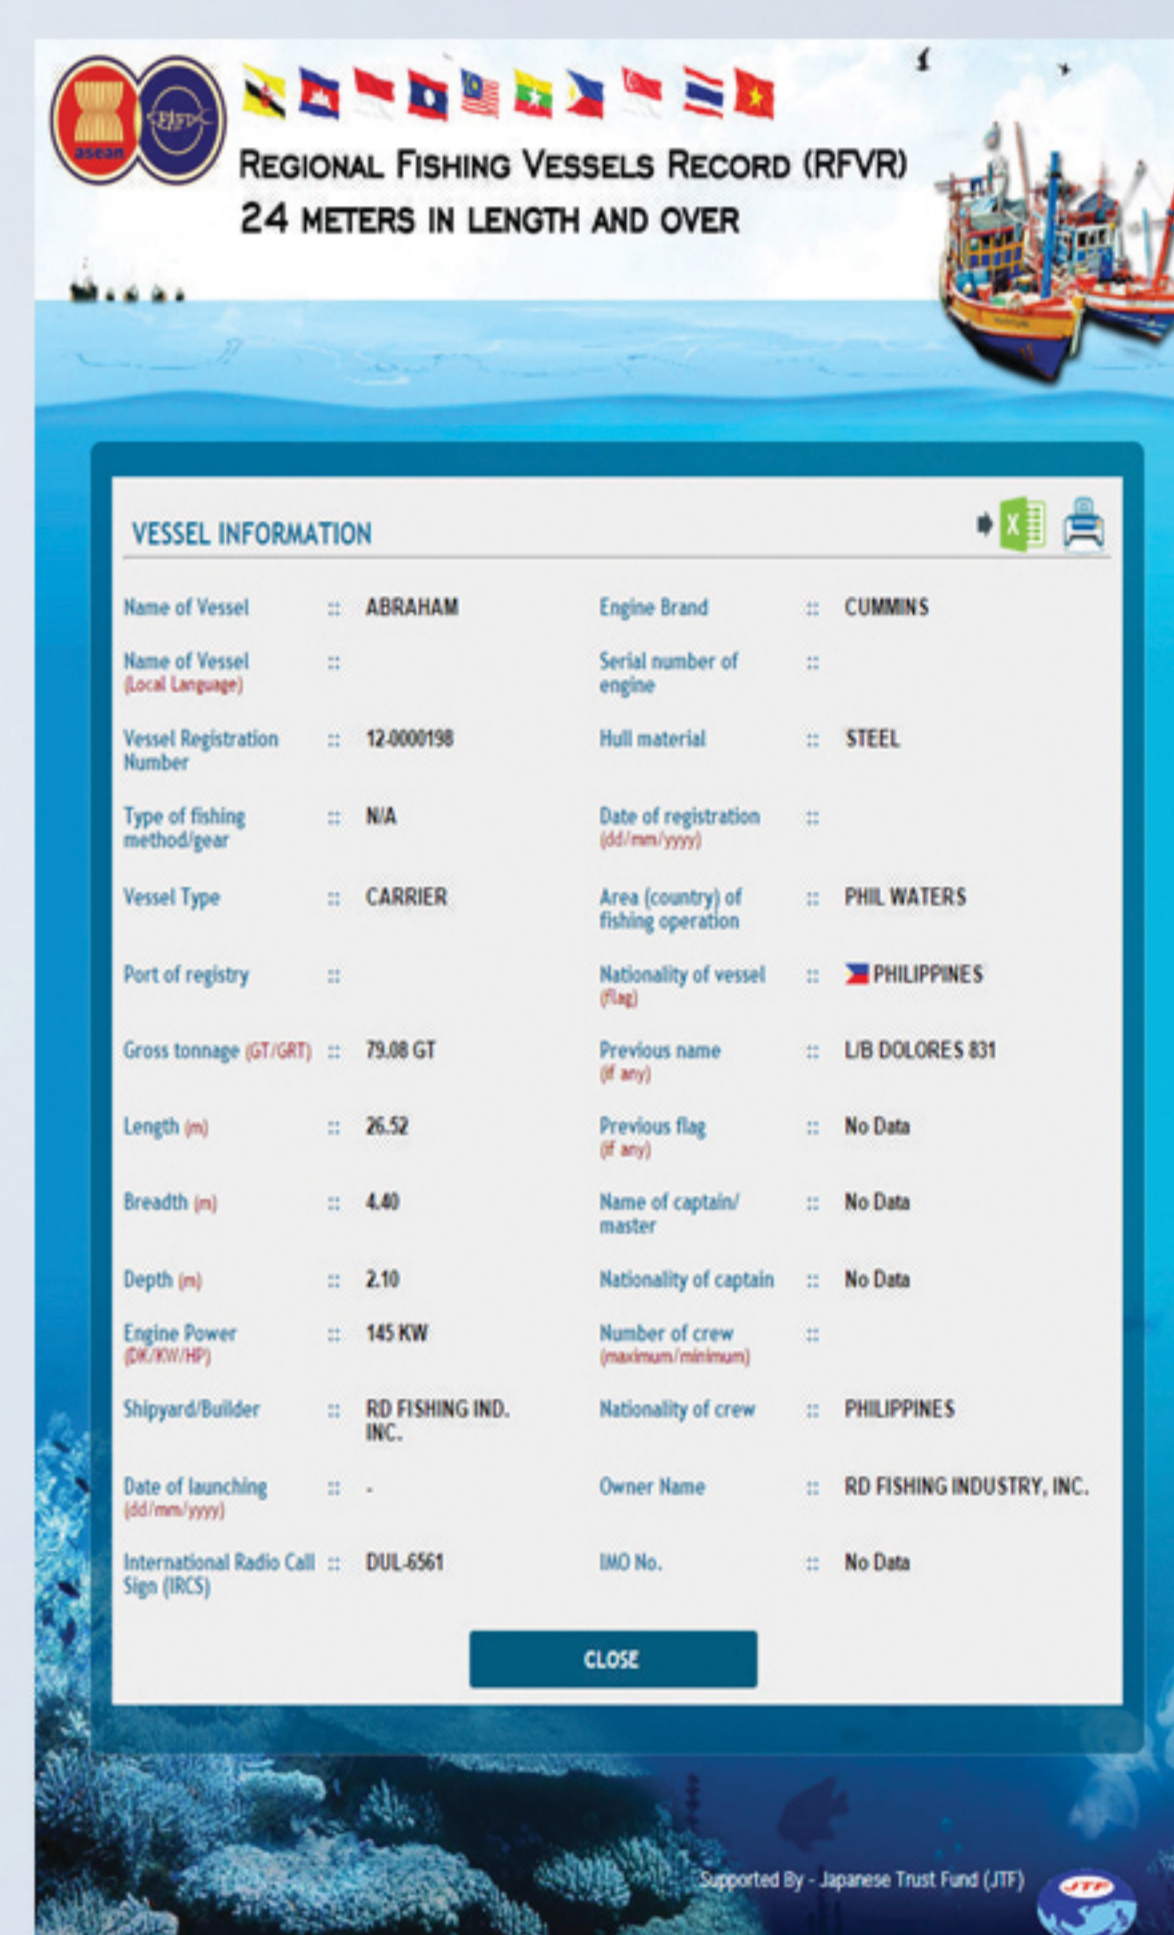 asean
REGIONAL FISHING VESSELS RECORD (RFVR)
24 METERS IN LENGTH AND OVER
VESSEL INFORMATION
Name of Vessel :: ABRAHAM
Engine Brand :: CUMMINS
Name of Vessel ::
(Local Language)
Serial number of ::
engine
Vessel Registration :: 12-0000198
Number
Hull material :: STEEL
Type of fishing :: N/A
method/gear
Date of registration ::
(dd/mm/yyyy)
Vessel Type :: CARRIER
Area (country) of :: PHIL WATERS
fishing operation
Port of registry ::
Nationality of vessel :: PHILIPPINES
(flag)
Gross tonnage (GT/GRT) :: 79.08 GT
Previous name :: L/B DOLORES 831
(if any)
Length (m) :: 26.52
Previous flag :: No Data
(if any)
Breadth (m) :: 4.40
Name of captain/ :: No Data
master
Depth (m) :: 2.10
Nationality of captain :: No Data
Engine Power :: 145 KW
(DK/KW/HP)
Number of crew ::
(maximum/minimum)
Shipyard/Builder :: RD FISHING IND.
INC.
Nationality of crew :: PHILIPPINES
Date of launching :: -
(dd/mm/yyyy)
Owner Name :: RD FISHING INDUSTRY, INC.
International Radio Call :: DUL-6561
Sign (IRCS)
IMO No. :: No Data
CLOSE
Supported By - Japanese Trust Fund (JTF)
JTF